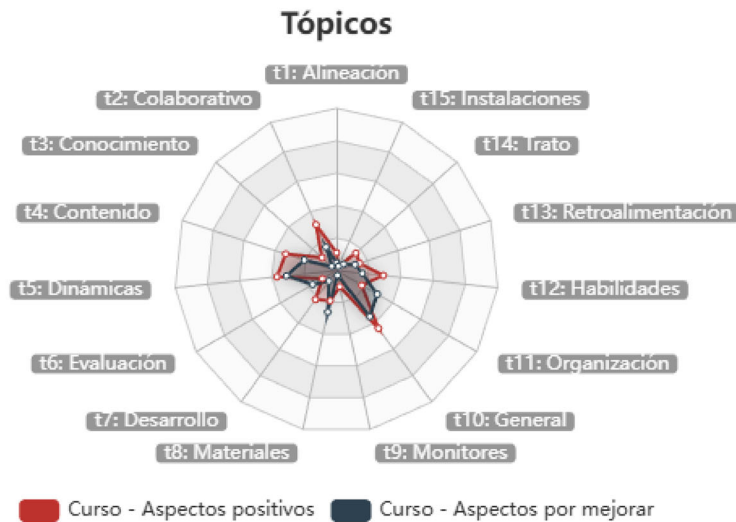 Tópicos
t1: Alineación
t2: Colaborativo
t15: Instalaciones
t3: Conocimiento
t14: Trato
t4: Contenido
t13: Retroalimentación
t5: Dinámicas
t12: Habilidades
t6: Evaluación
t11: Organización
t7: Desarrollo
t10: General
t8: Materiales
t9: Monitores
Curso - Aspectos positivos
Curso - Aspectos por mejorar